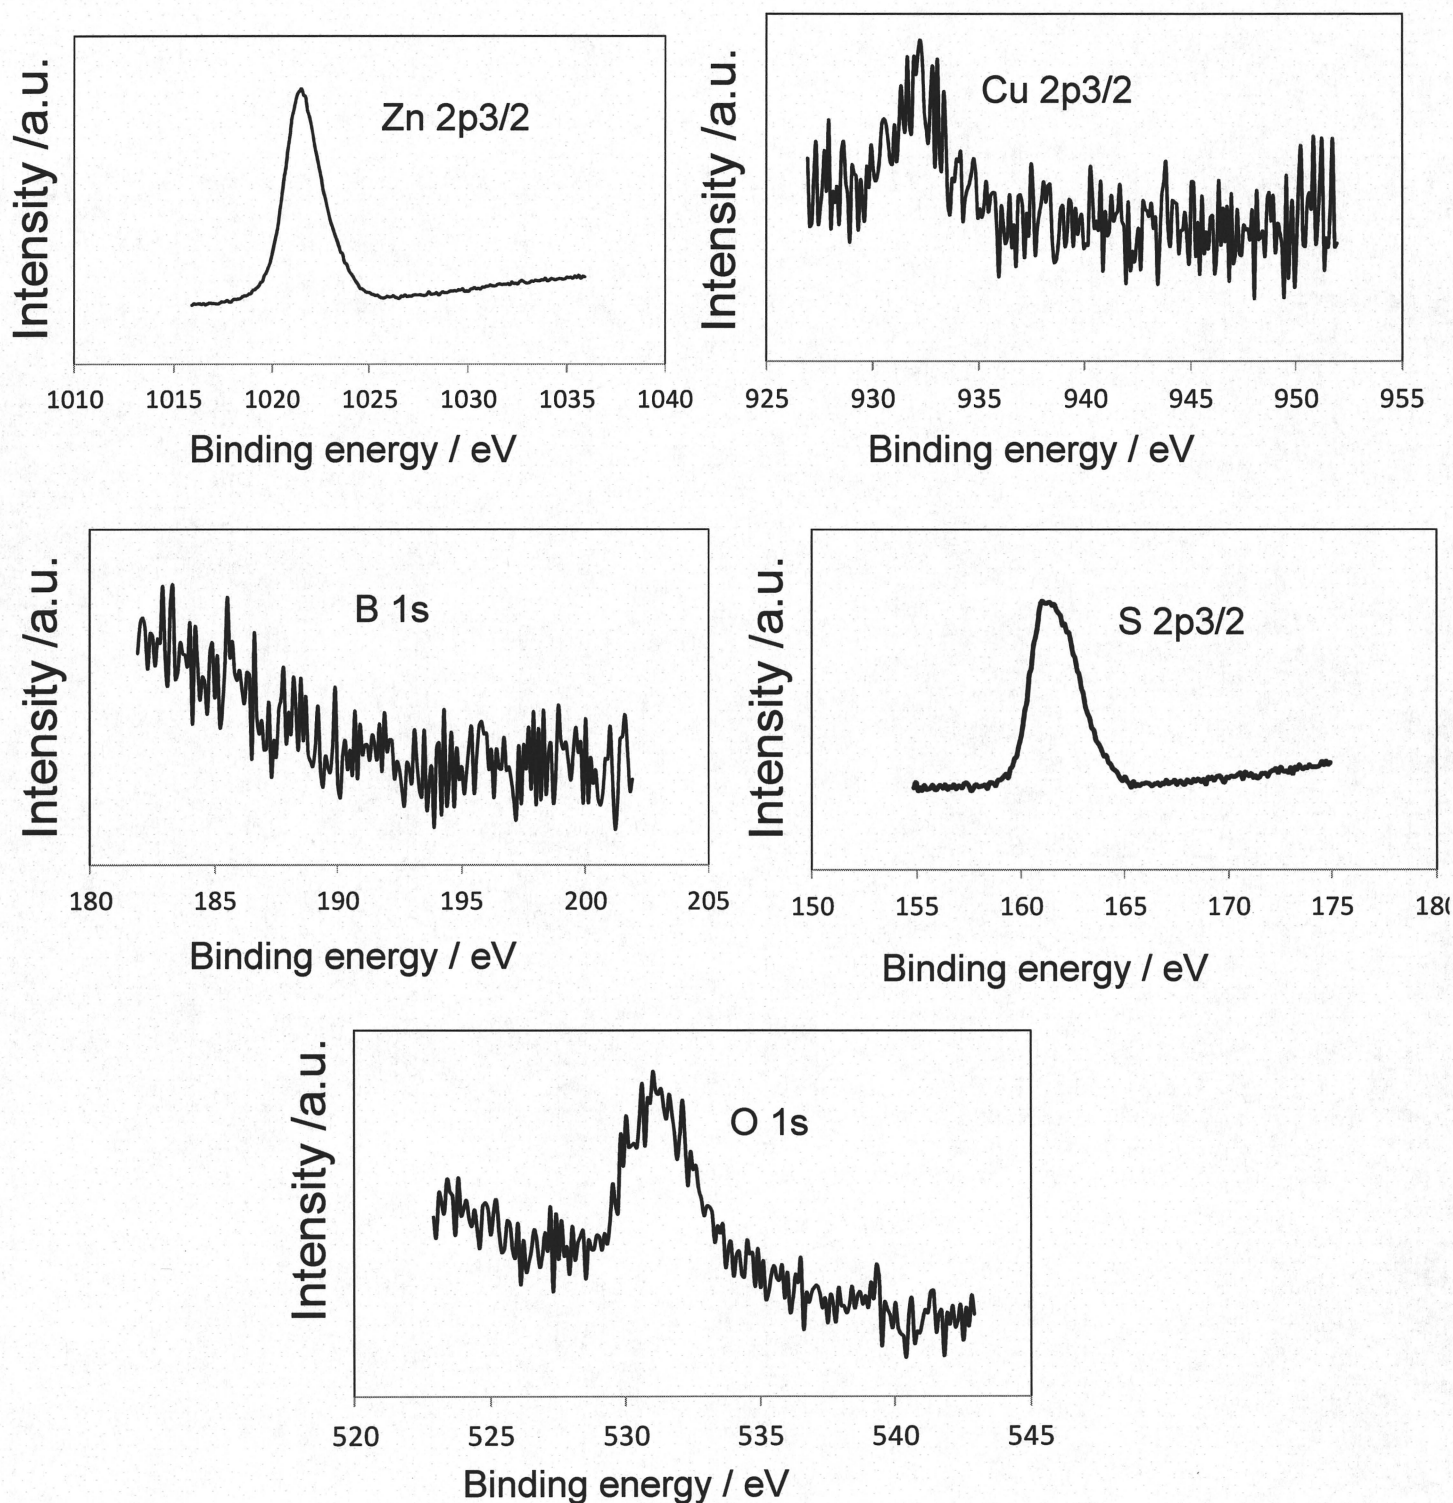 Intensity /a.u.
Zn 2p3/2
1010 1015 1020 1025 1030 1035 1040
Binding energy / eV
Intensity /a.u.
Cu 2p3/2
925 930 935 940 945 950 955
Binding energy / eV
Intensity /a.u.
B 1s
180 185 190 195 200 205
Binding energy / eV
Intensity /a.u.
S 2p3/2
150 155 160 165 170 175
Binding energy / eV
Intensity /a.u.
O 1s
520 525 530 535 540 545
Binding energy / eV